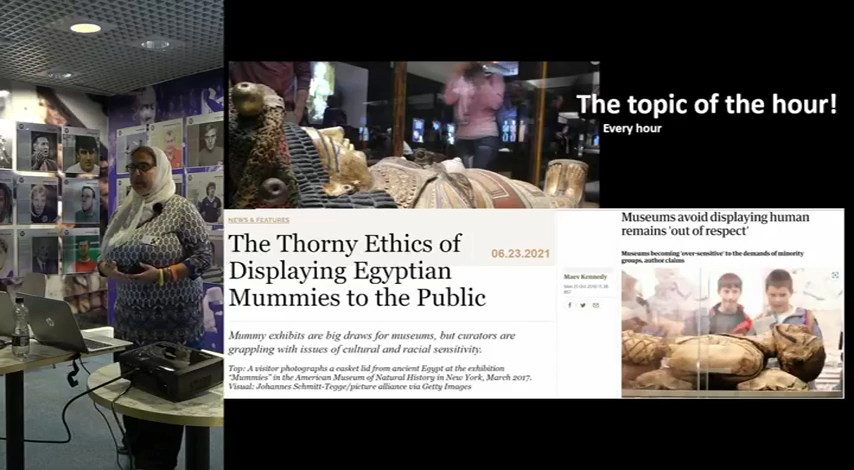 The topic of the hour!
Every hour
NEWS & FEATURES
The Thorny Ethics of
Displaying Egyptian
Mummies to the Public
06.23.2021
Mummy exhibits are big draws for museums, but curators are
grappling with issues of cultural and racial sensitivity.
Top: A visitor photographs a casket lid from ancient Egypt at the exhibition
"Mummies" in the American Museum of Natural History in New York, March 2017.
Visual: Johannes Schmitt-Tegge/picture alliance via Getty Images
Museums avoid displaying human
remains 'out of respect'
Museums becoming 'over-sensitive' to the demands of minority
groups, author claims
Maev Kennedy